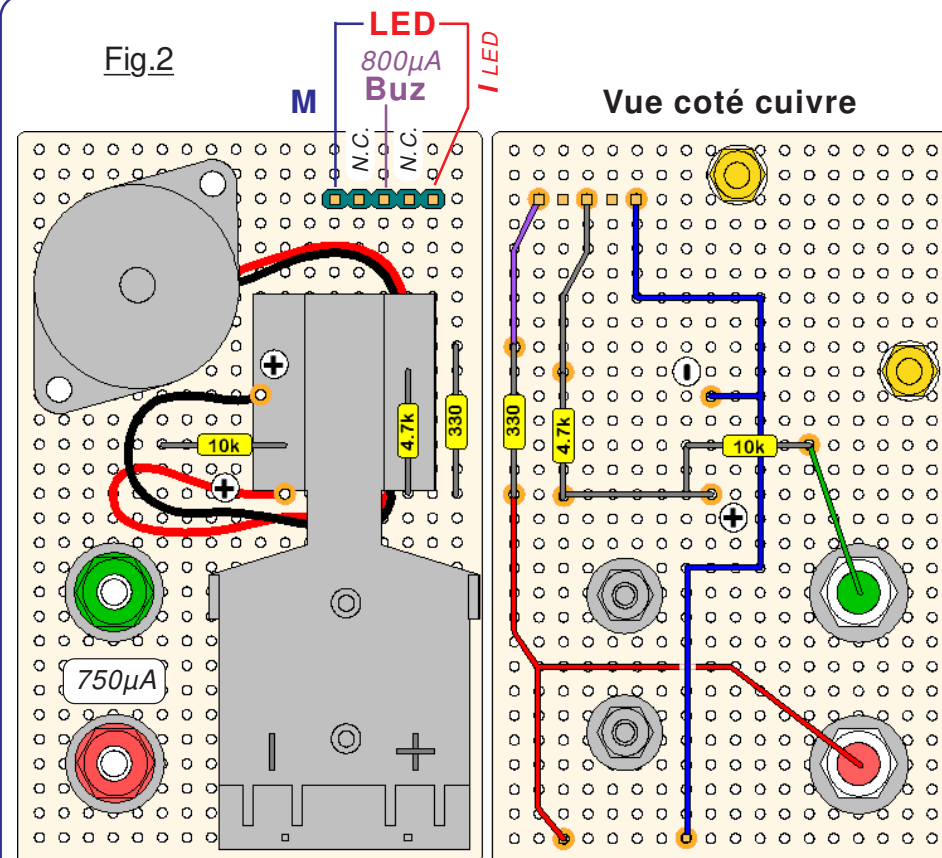 Fig.2
LED
800µA
I LED
M
Buz
N.C.
N.C.
Vue coté cuivre
+
10k
4.7k
330
+
750µA
− +
330
4.7k
-
10k
+